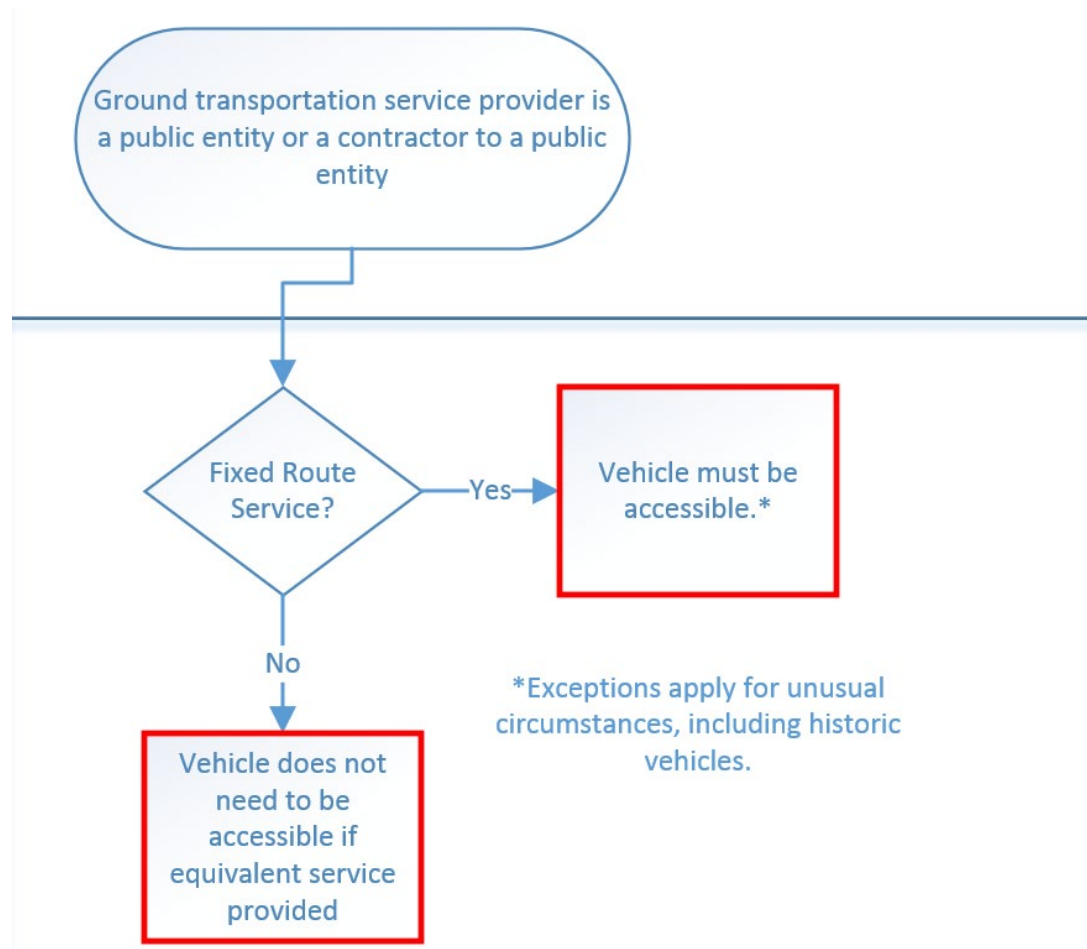 Ground transportation service provider is
a public entity or a contractor to a public
entity
Fixed Route
Service?
Yes
Vehicle must be
accessible.*
No
*Exceptions apply for unusual
circumstances, including historic
vehicles.
Vehicle does not
need to be
accessible if
equivalent service
provided